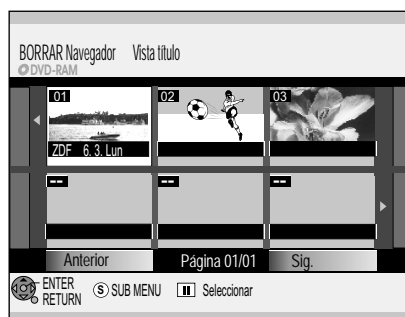 BORRAR Navegador Vista título
DVD-RAM
01 02 03
ZDF 6. 3. Lun
-- -- --
Anterior Página 01/01 Sig.
ENTER
RETURN
S SUB MENU
Seleccionar